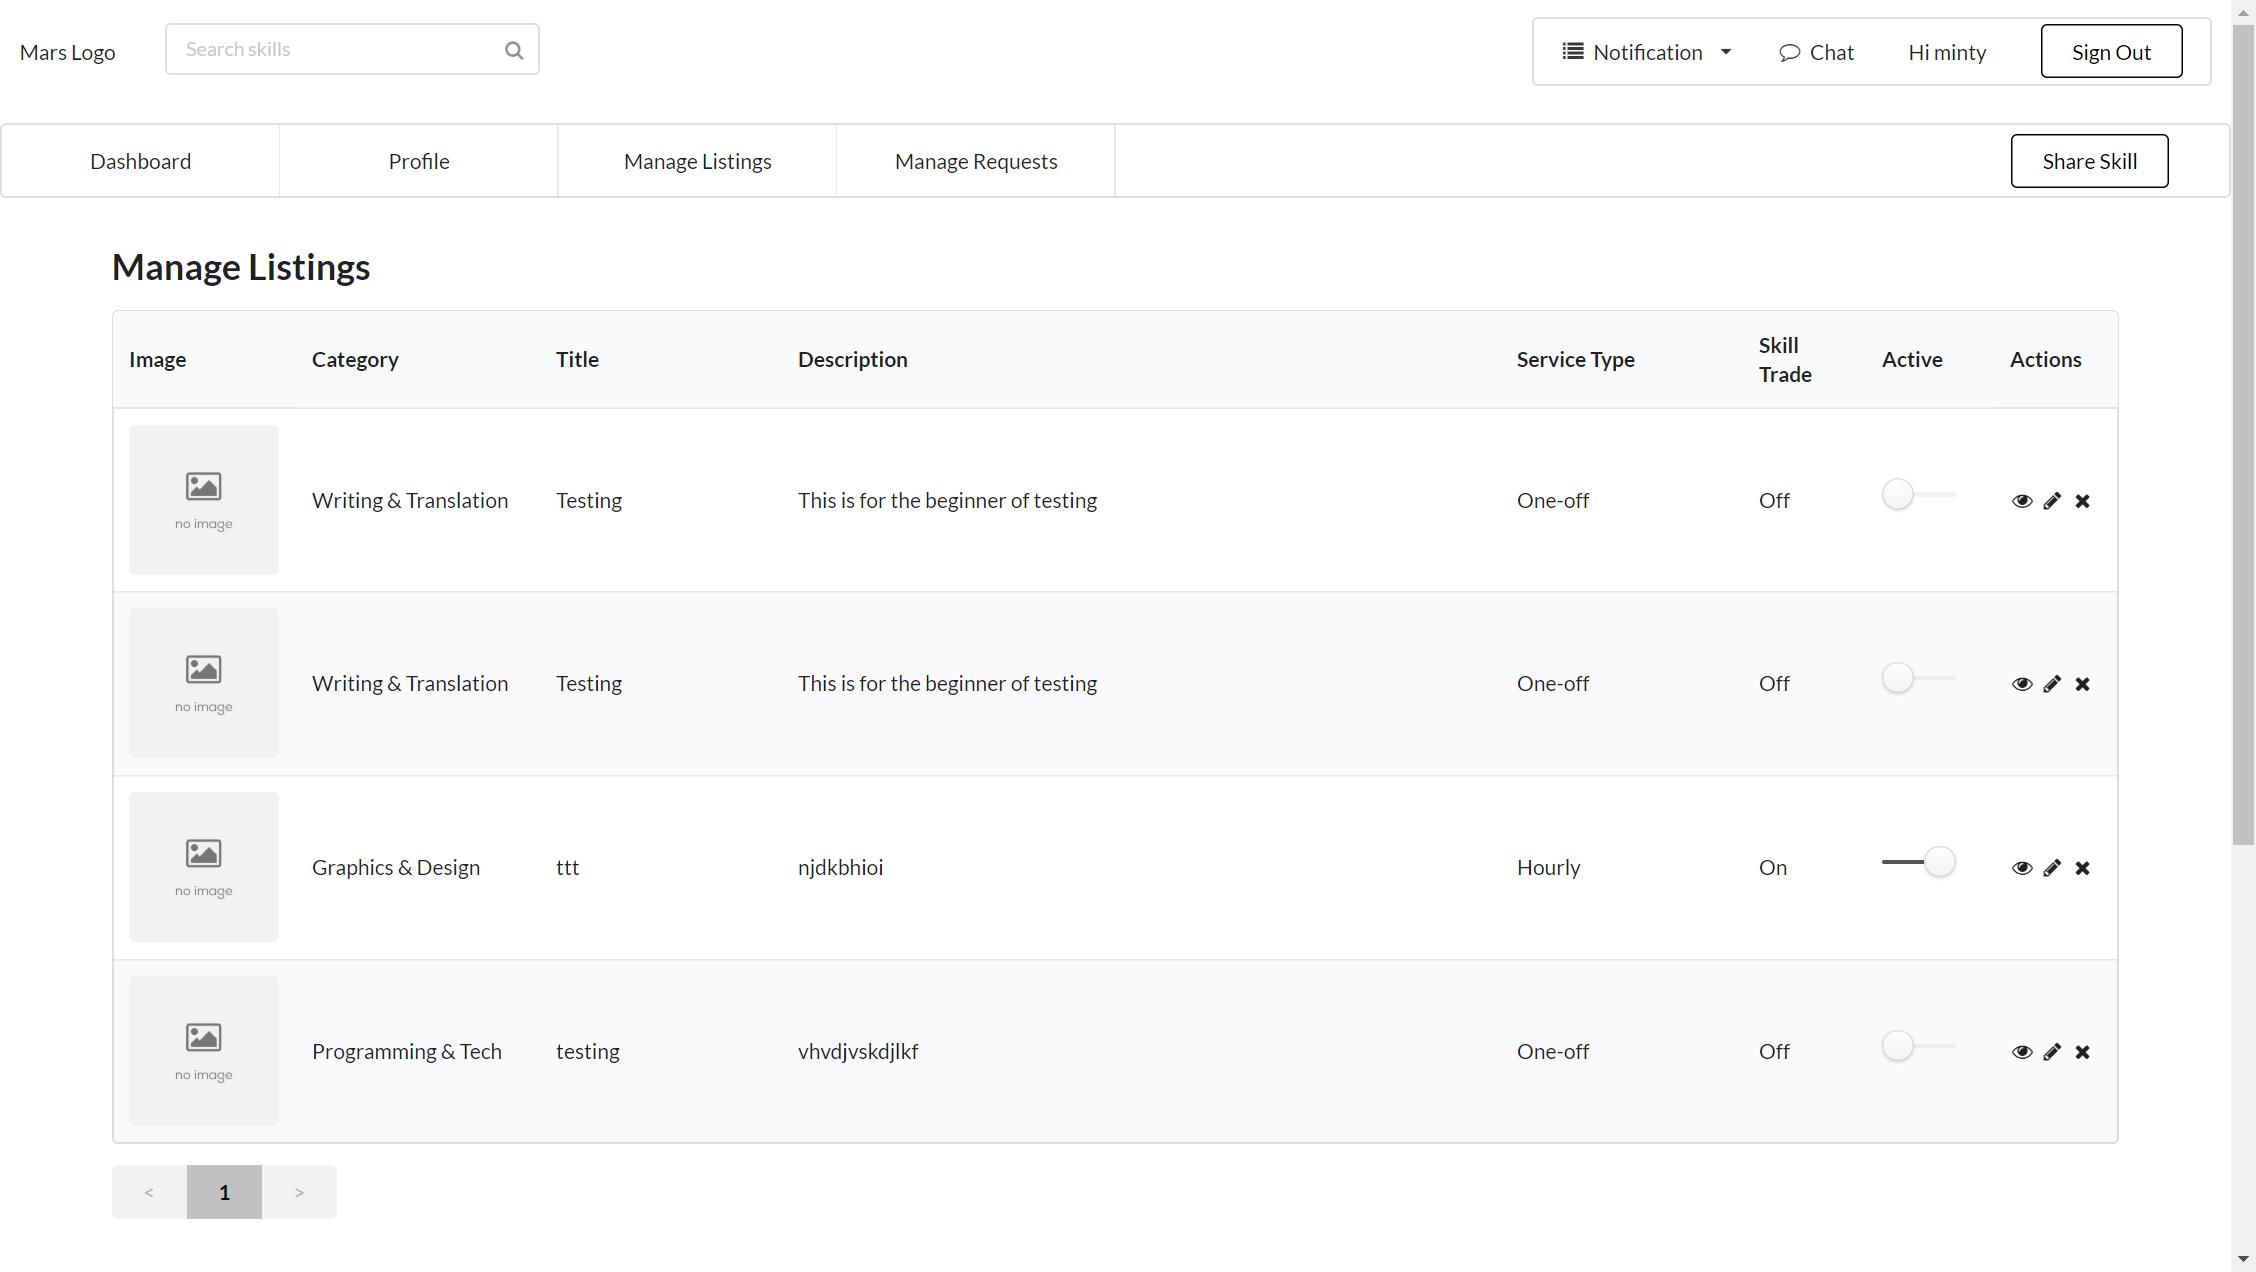 Mars Logo
Search skills
Notification
Chat
Hi minty
Sign Out
Dashboard
Profile
Manage Listings
Manage Requests
Share Skill
Manage Listings
Image Category Title Description Service Type Skill Trade Active Actions
no image
Writing & Translation Testing This is for the beginner of testing One-off Off
no image
Writing & Translation Testing This is for the beginner of testing One-off Off
no image
Graphics & Design ttt njdkbhioi Hourly On
no image
Programming & Tech testing vhvdjvskdjlkf One-off Off
< 1 >